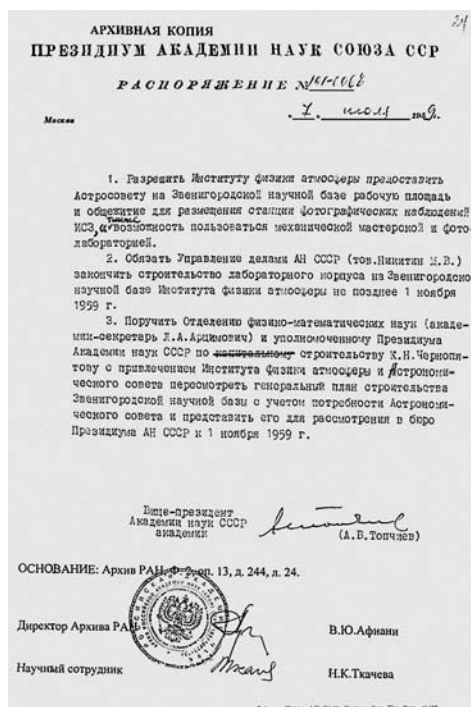 24
АРХИВНАЯ КОПИЯ
ПРЕЗИДИУМ АКАДЕМИИ НАУК СОЮЗА ССР
РАСПОРЯЖЕНИЕ №
Москва
„ 7 „ июля 1959г.
1. Разрешить Институту физики атмосферы предоставить
Астросовету на Звенигородской научной базе рабочую площадь
и общежитие для размещения станции фотографических наблюдений
ИСЗ, а также возможность пользоваться механической мастерской и фото-
лабораторией.
2. Обязать Управление делами АН СССР (тов.Никитин М.В.)
закончить строительство лабораторного корпуса на Звенигородско
научной базе Института физики атмосферы не позднее 1 ноября
1959 г.
3. Поручить Отделению физико-математических наук (акаде-
мик-секретарь Л.А.Арцимович) и уполномоченному Президиума
Академии наук СССР по капитальному строительству К.Н.Чернопя-
тову с привлечением Института физики атмосферы и Астрономи-
ческого совета пересмотреть генеральный план строительства
Звенигородской научной базы с учетом потребности Астрономи-
ческого совета и представить его для рассмотрения в бюро
Президиума АН СССР к 1 ноября 1959 г.
Вице-президент
Академии наук СССР
академик
(А.В.Топчиев)
ОСНОВАНИЕ: Архив РАН, Ф.2, оп. 13, д. 244, л. 24.
Директор Архива РАН
В.Ю.Афиани
Научный сотрудник
Н.К.Ткачева